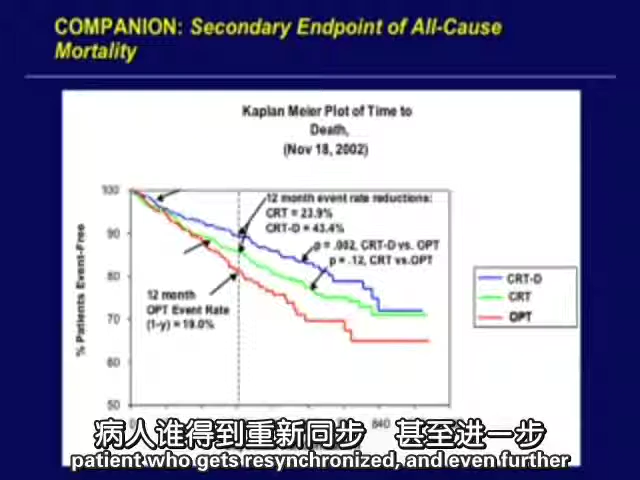 COMPANION: Secondary Endpoint of All-Cause
Mortality
Kaplan Meier Plot of Time to
Death,
(Nov 18, 2002)
100
90
80
70
60
50
% Patients Event-Free
12 month event rate reductions:
CRT = 23.9%
CRT-D = 43.4%
p = .002, CRT-D vs. OPT
p = .12, CRT vs.OPT
12 month
OPT Event Rate
(1-y) = 19.0%
CRT-D
CRT
OPT
0
840
病人谁得到重新同步 甚至进一步
patient who gets resynchronized, and even further